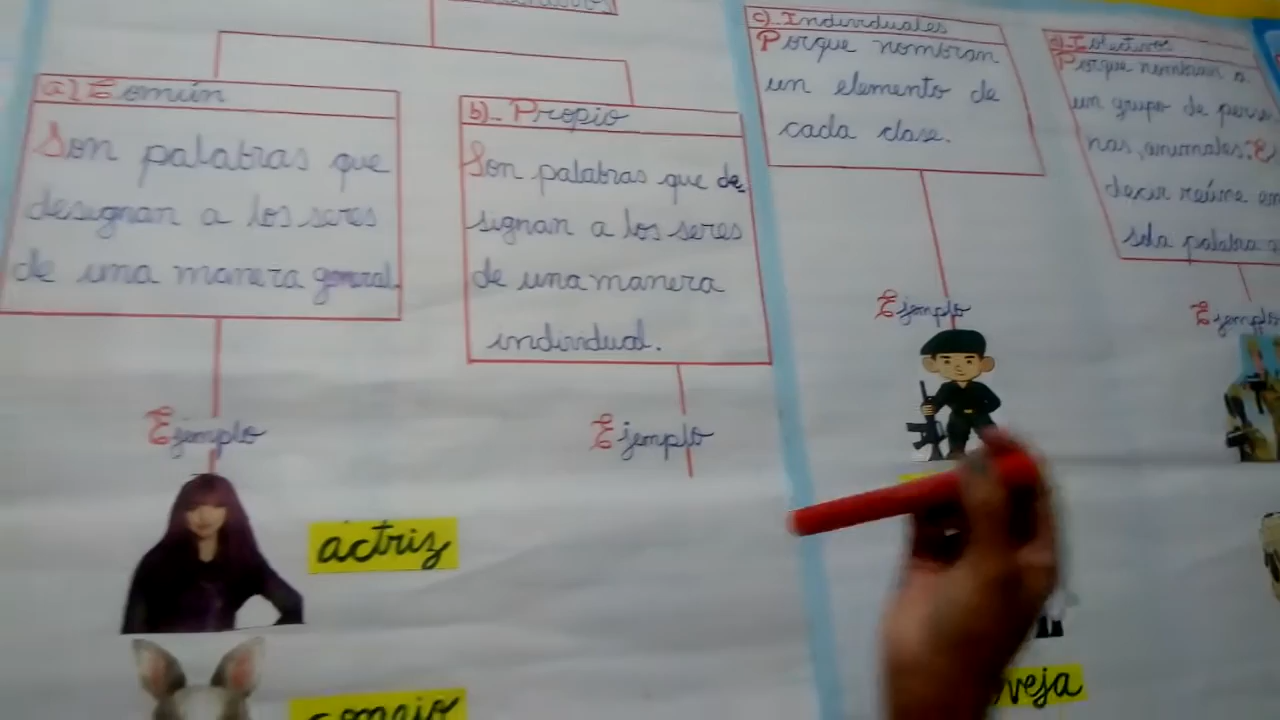 a) Común
Son palabras que
designan a los seres
de una manera general.
Ejemplo
actriz
conejo
b)-. Propio
Son palabras que de
signan a los seres
de una manera
individual.
Ejemplo
c)-. Individuales
Porque nombran
un elemento de
cada clase.
Ejemplo
veja
Porque nombran a
un grupo de perso
nas, animales: E
decir reúne en
sola palabra
Ejemplo